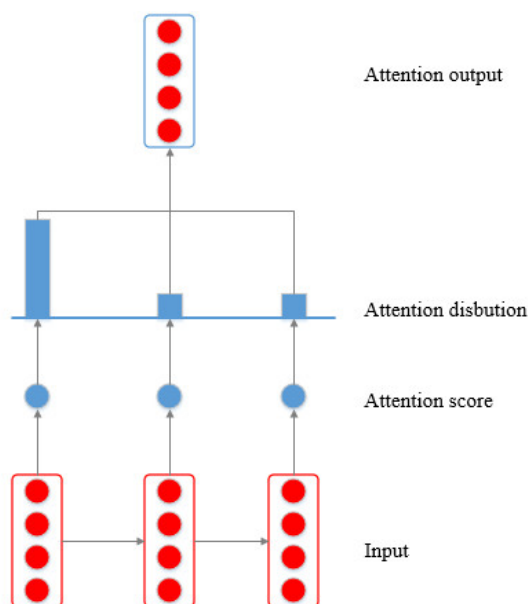 Attention output
Attention disbution
Attention score
Input